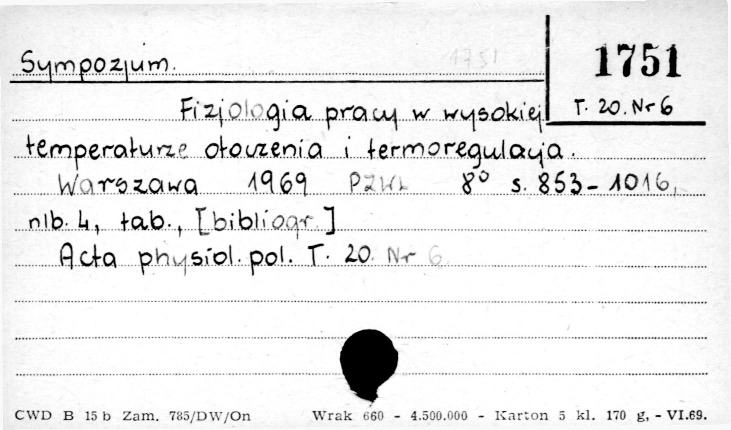 Sympozjum. 1751
1751
T. 20. Nr 6
Fizjologia pracy w wysokiej
temperaturze otoczenia i termoregulacja.
Warszawa 1969 PZWL 8° s. 853-1016,
nlb. 4, tab., [bibliogr.]
Acta physiol. pol. T. 20. Nr 6
CWD B 15 b Zam. 785/DW/On Wrak 660 - 4.500.000 - Karton 5 kl. 170 g, - VI.69.